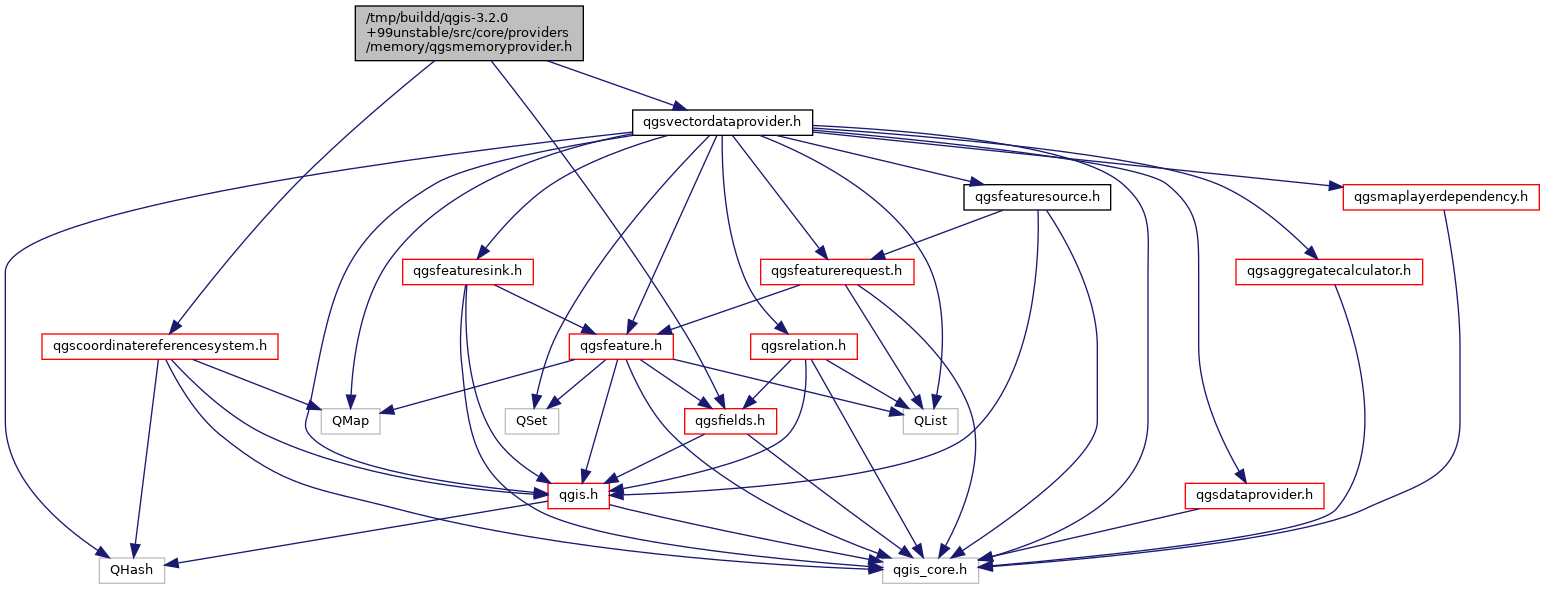 /tmp/buildd/qgis-3.2.0
+99unstable/src/core/providers
/memory/qgsmemoryprovider.h
qgsvectordataprovider.h
qgsfeaturesource.h
qgsmaplayerdependency.h
qgsfeaturesink.h
qgsfeaturerequest.h
qgsaggregatecalculator.h
qgscoordinatereferencesystem.h
qgsfeature.h
qgsrelation.h
QMap
QSet
qgsfields.h
QList
qgis.h
qgsdataprovider.h
QHash
qgis_core.h